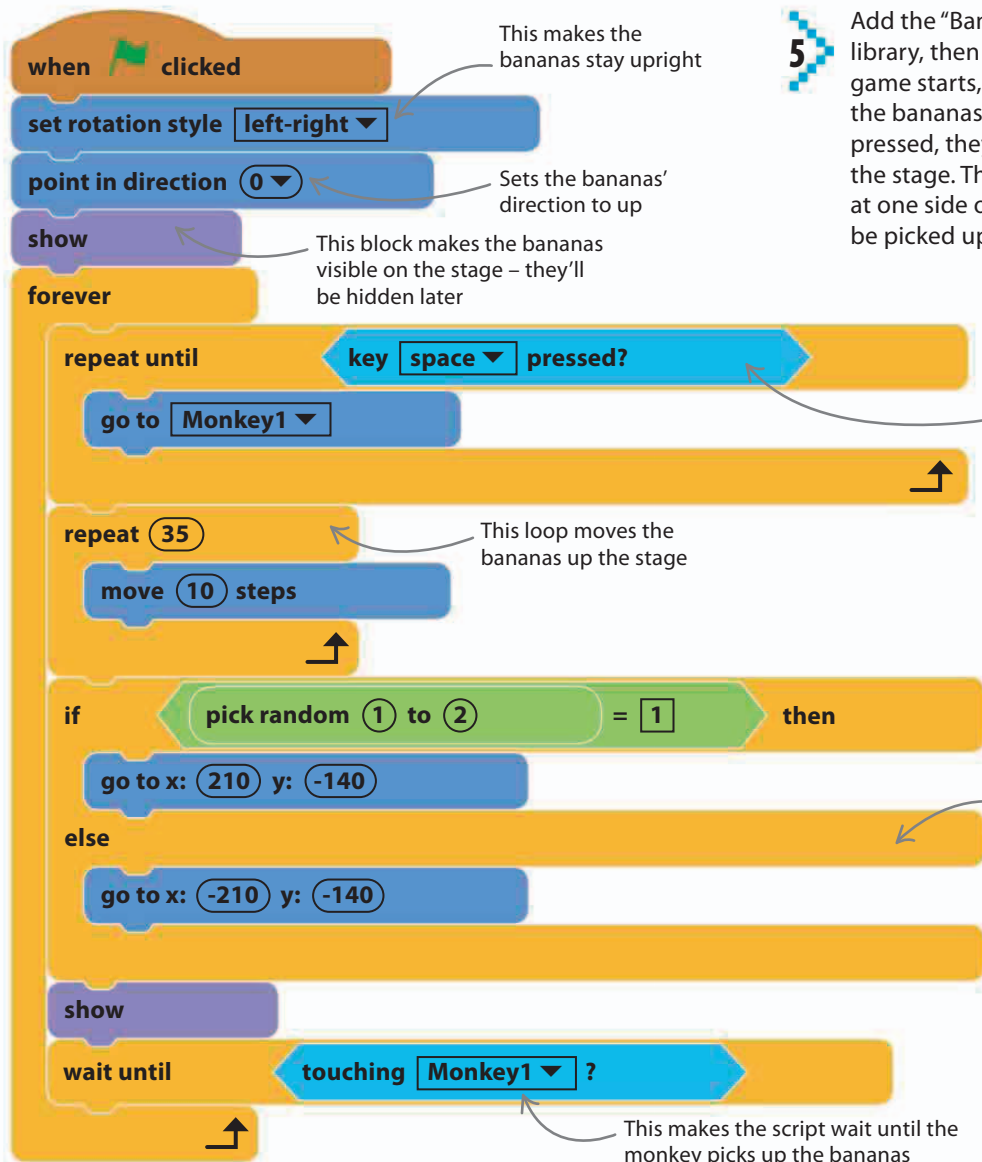 when clicked
This makes the
bananas stay upright
set rotation style left-right
point in direction 0
Sets the bananas'
direction to up
show
This block makes the bananas
visible on the stage – they'll
be hidden later
5
Add the “Ban
library, then
game starts,
the bananas
pressed, they
the stage. Th
at one side o
be picked up
forever
repeat until key space pressed?
go to Monkey1
repeat 35
This loop moves the
bananas up the stage
move 10 steps
if pick random 1 to 2 = 1 then
go to x: 210 y: -140
else
go to x: -210 y: -140
show
wait until touching Monkey1 ?
This makes the script wait until the
monkey picks up the bananas